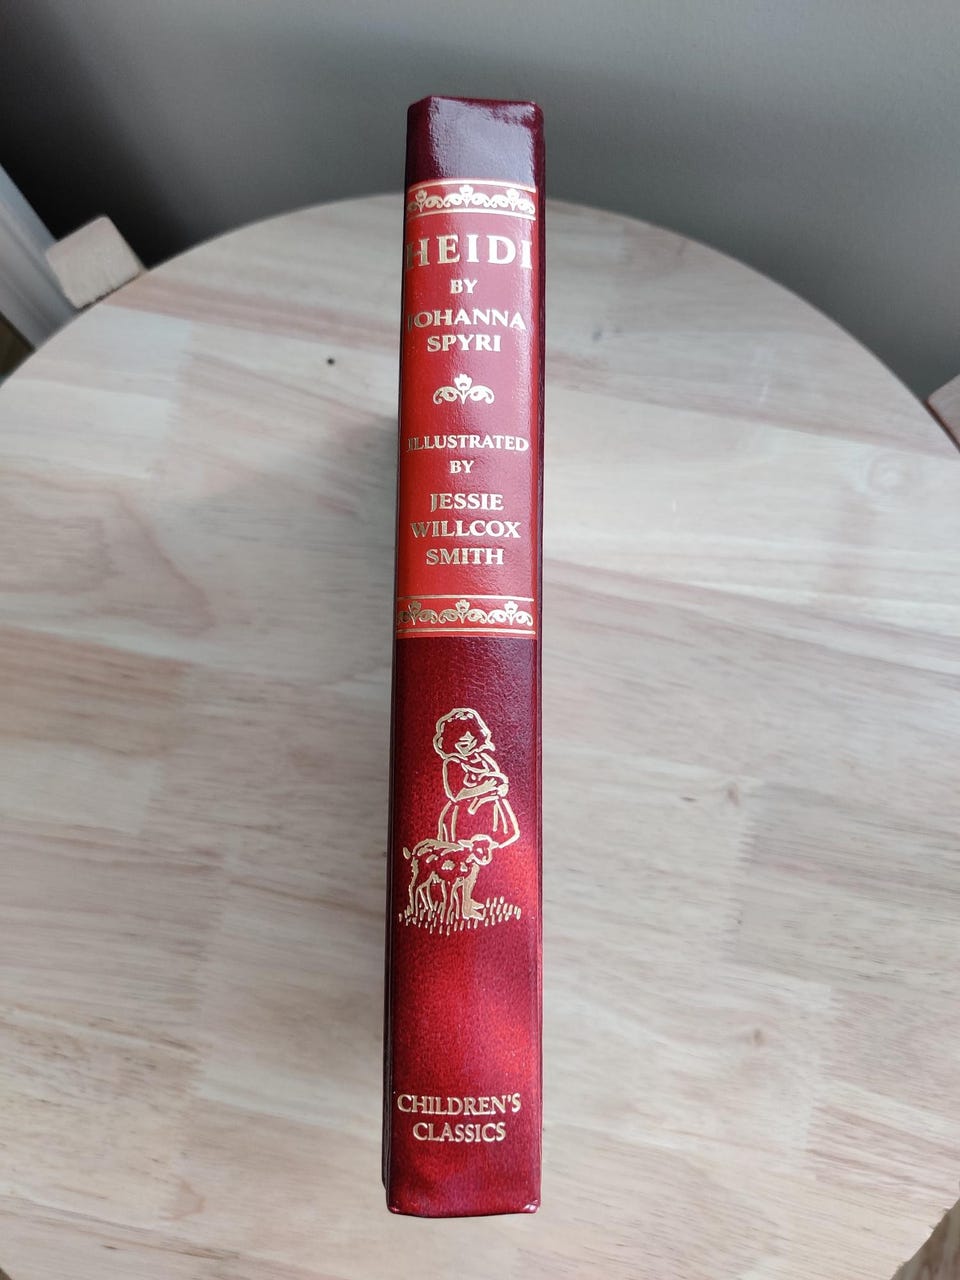 HEIDI
BY
JOHANNA
SPYRI
ILLUSTRATED
BY
JESSIE
WILLCOX
SMITH
CHILDREN'S
CLASSICS